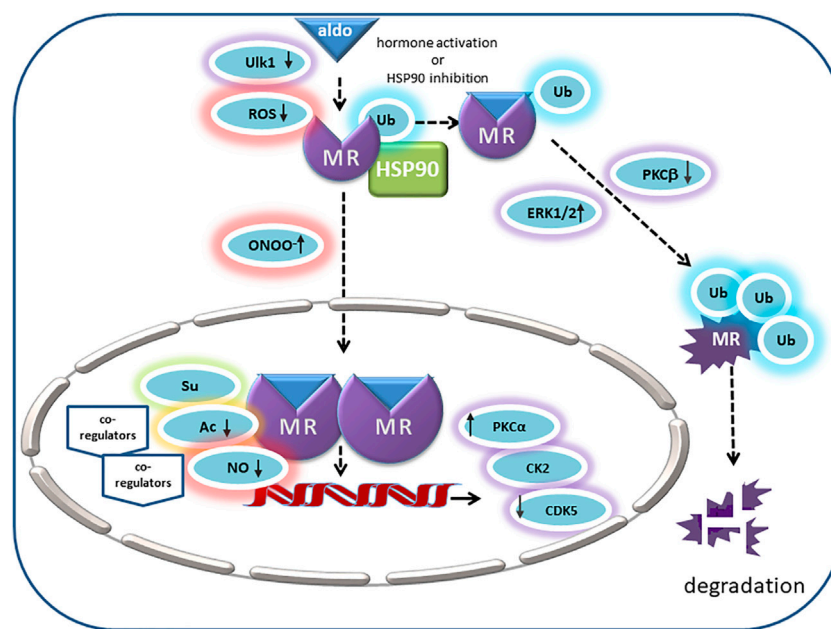 aldo
hormone activation
or
HSP90 inhibition
Ulk1 ↓
ROS ↓
Ub
MR
HSP90
Ub
MR
PKCβ ↓
ERK1/2↑
ONOO-↑
Ub
Ub
Ub
MR
Su
Ac ↓
NO ↓
co-
regulators
co-
regulators
MR
MR
↑ PKCα
CK2
↓ CDK5
degradation